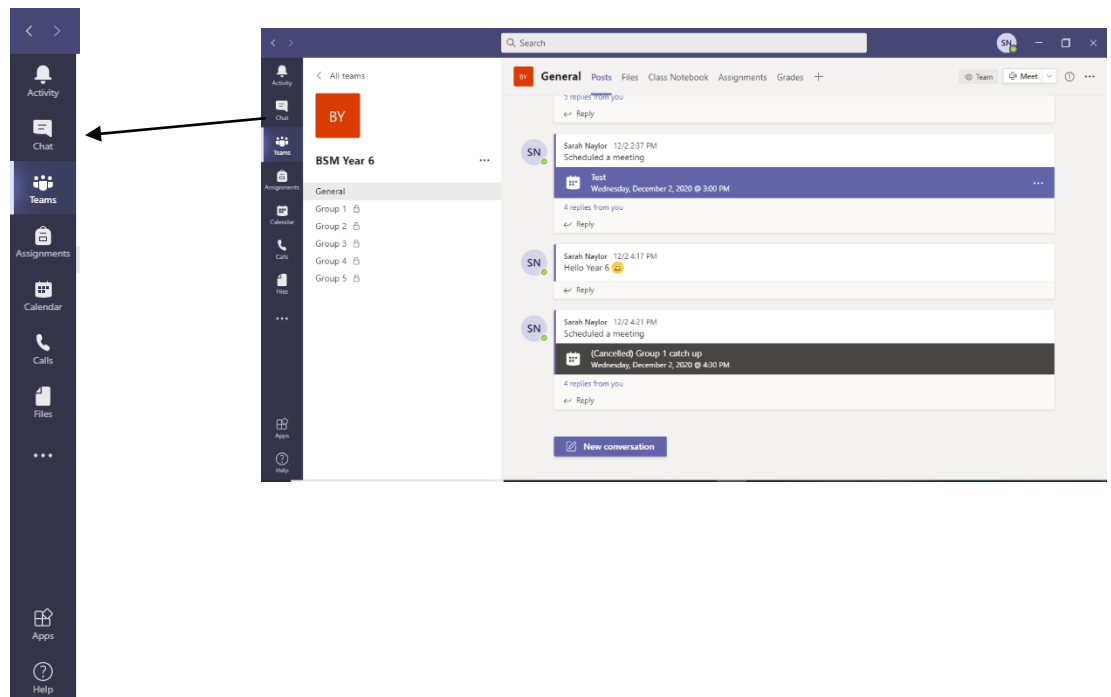 Activity
Chat
Teams
Assignments
Calendar
Calls
Files
Apps
Help
Search
SN
Activity
Chat
Teams
Assignments
Calendar
Calls
Files
Apps
Help
All teams
BY
BSM Year 6
General
Group 1
Group 2
Group 3
Group 4
Group 5
BY General Posts Files Class Notebook Assignments Grades
Team Meet
replies from you
Reply
SN
Sarah Naylor 12/2 2:37 PM
Scheduled a meeting
Test
Wednesday, December 2, 2020 @ 3:00 PM
4 replies from you
Reply
SN
Sarah Naylor 12/2 4:17 PM
Hello Year 6 😄
Reply
SN
Sarah Naylor 12/2 4:21 PM
Scheduled a meeting
(Cancelled) Group 1 catch up
Wednesday, December 2, 2020 @ 4:30 PM
4 replies from you
Reply
New conversation